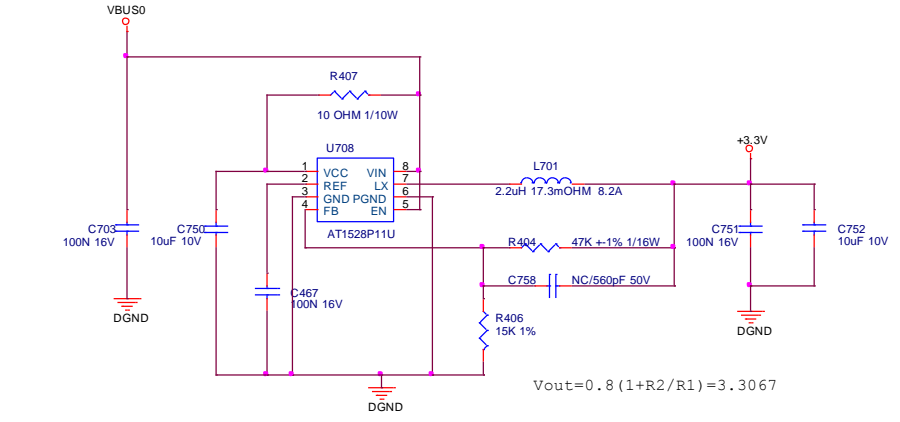 VBUS0
R407
10 OHM 1/10W
U708
1 VCC VIN 8
2 REF LX 7
3 GND PGND 6
4 FB EN 5
AT1528P11U
L701
2.2uH 17.3mOHM 8.2A
+3.3V
C703
100N 16V
C750
10uF 10V
R404 47K +-1% 1/16W
C751
100N 16V
C752
10uF 10V
C758 NC/560pF 50V
C467
100N 16V
R406
15K 1%
DGND
DGND
DGND
Vout=0.8(1+R2/R1)=3.3067